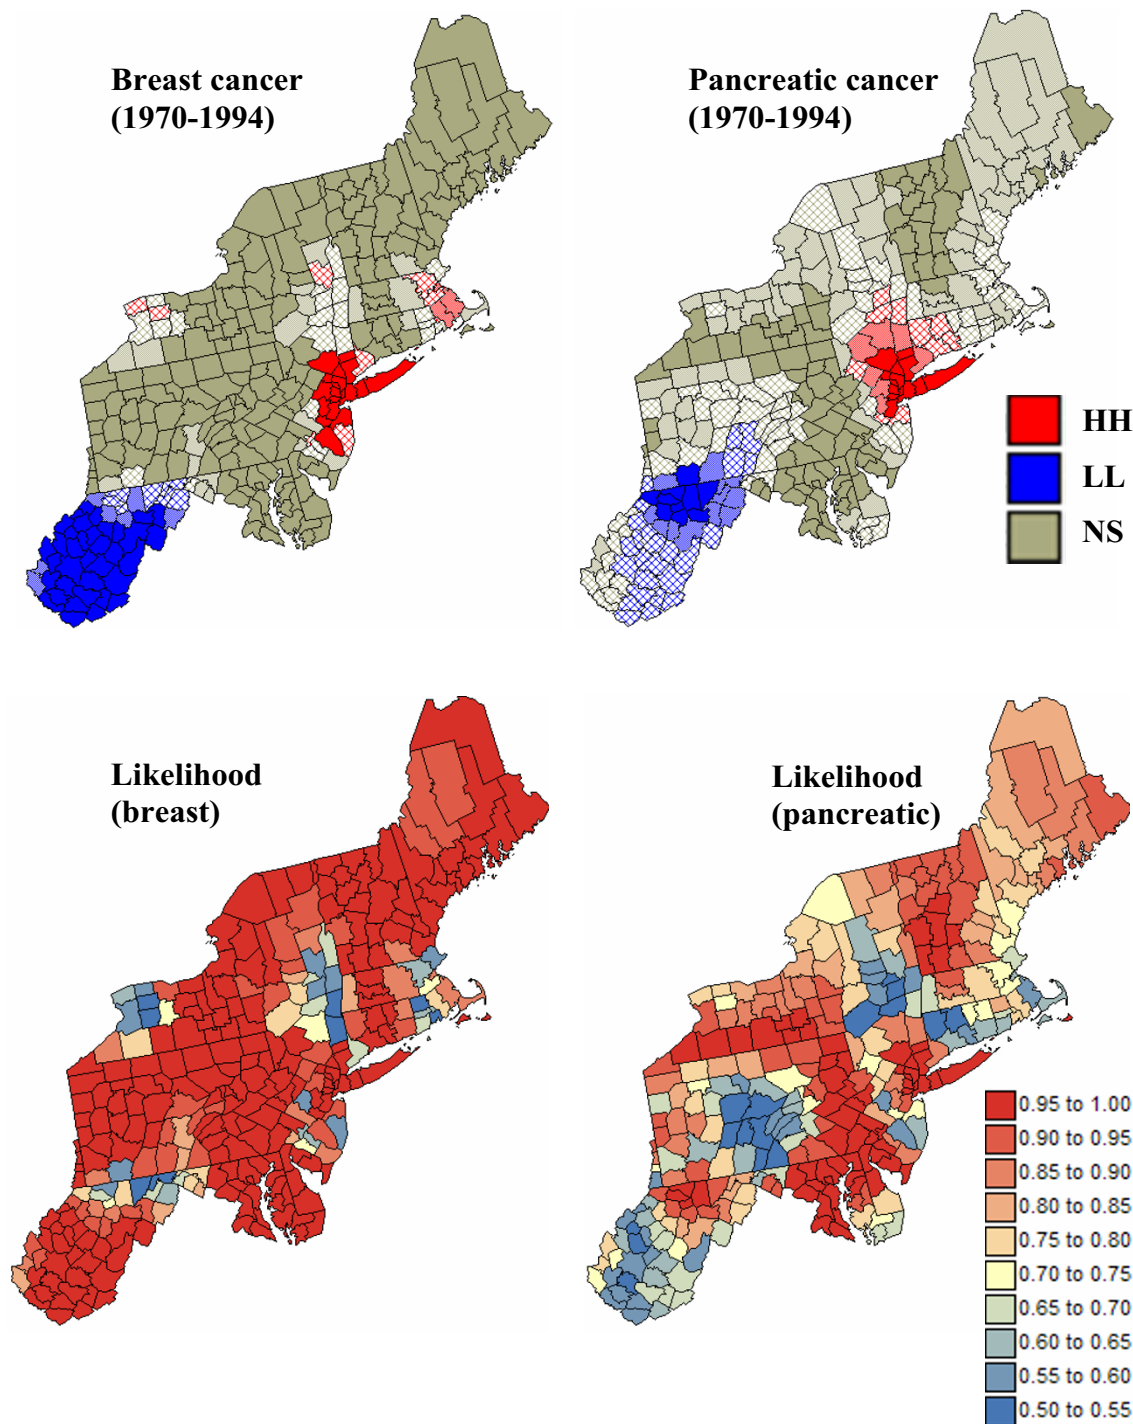 Breast cancer
(1970-1994)
Pancreatic cancer
(1970-1994)
HH
LL
NS
Likelihood
(breast)
Likelihood
(pancreatic)
0.95 to 1.00
0.90 to 0.95
0.85 to 0.90
0.80 to 0.85
0.75 to 0.80
0.70 to 0.75
0.65 to 0.70
0.60 to 0.65
0.55 to 0.60
0.50 to 0.55